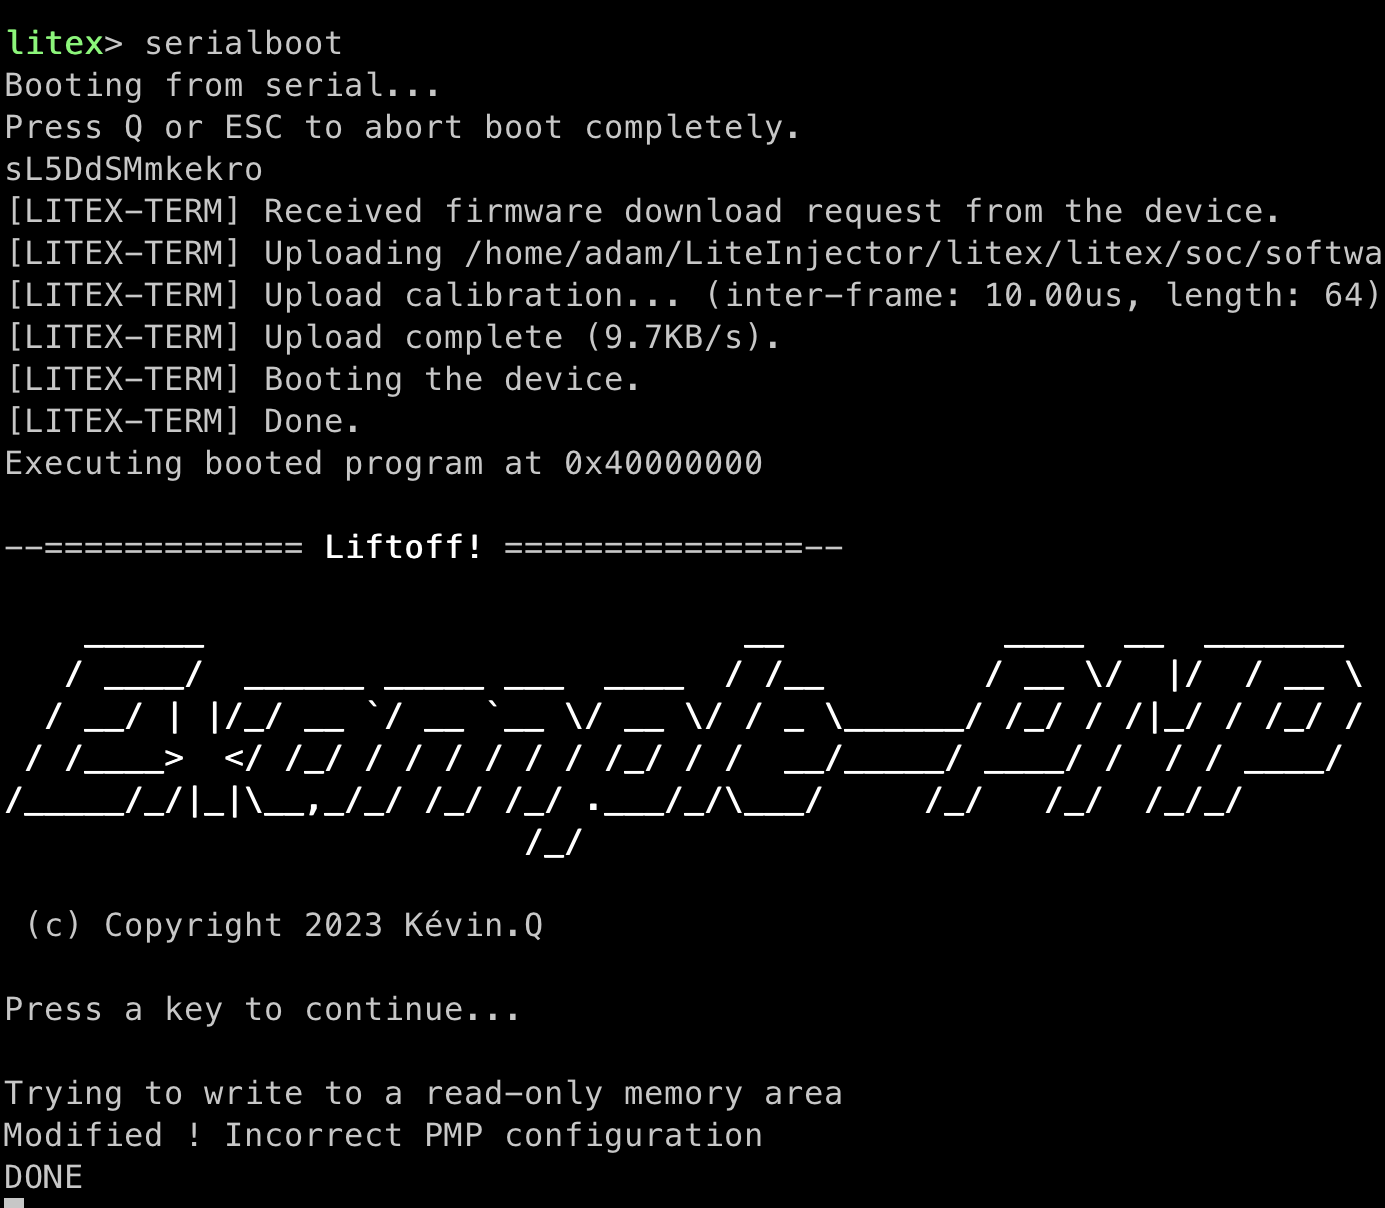 litex> serialboot
Booting from serial...
Press Q or ESC to abort boot completely.
sL5DdSMmkekro
[LITEX-TERM] Received firmware download request from the device.
[LITEX-TERM] Uploading /home/adam/LiteInjector/litex/litex/soc/softwa
[LITEX-TERM] Upload calibration... (inter-frame: 10.00us, length: 64)
[LITEX-TERM] Upload complete (9.7KB/s).
[LITEX-TERM] Booting the device.
[LITEX-TERM] Done.
Executing booted program at 0x40000000
--============= Liftoff! ===============--
Example-PMP
(c) Copyright 2023 Kévin.Q
Press a key to continue...
Trying to write to a read-only memory area
Modified ! Incorrect PMP configuration
DONE